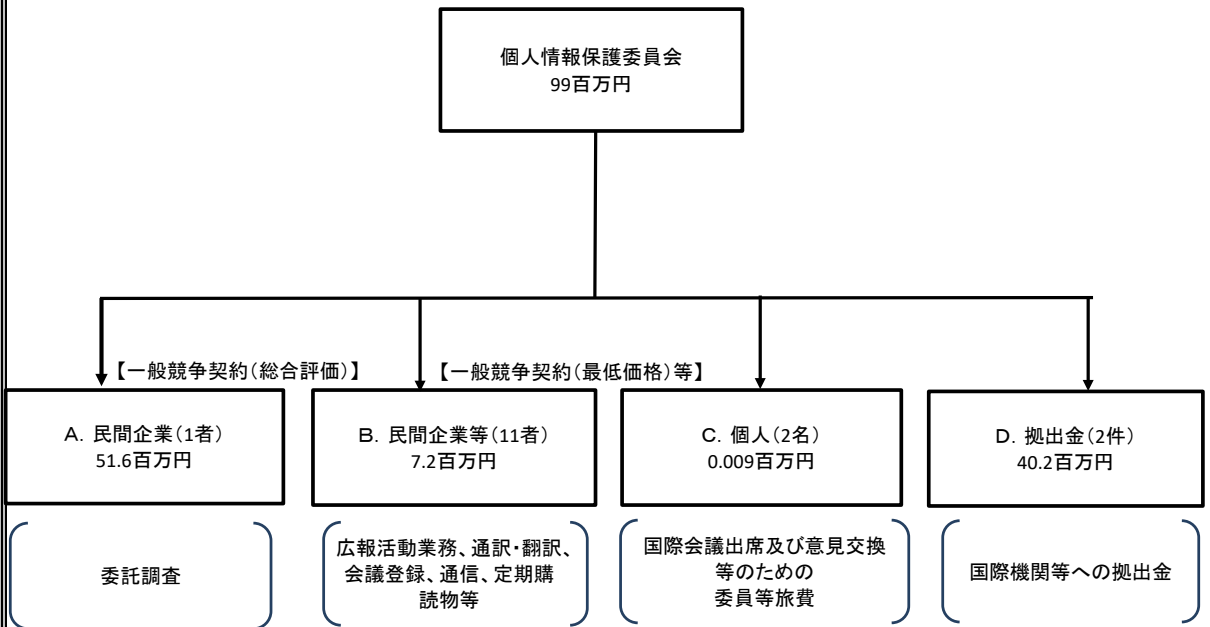 個人情報保護委員会
99百万円
【一般競争契約(総合評価)】
【一般競争契約(最低価格)等】
A. 民間企業(1者)
51.6百万円
B. 民間企業等(11者)
7.2百万円
C. 個人(2名)
0.009百万円
D. 拠出金(2件)
40.2百万円
委託調査
広報活動業務、通訳・翻訳、
会議登録、通信、定期購
読物等
国際会議出席及び意見交換
等のための
委員等旅費
国際機関等への拠出金